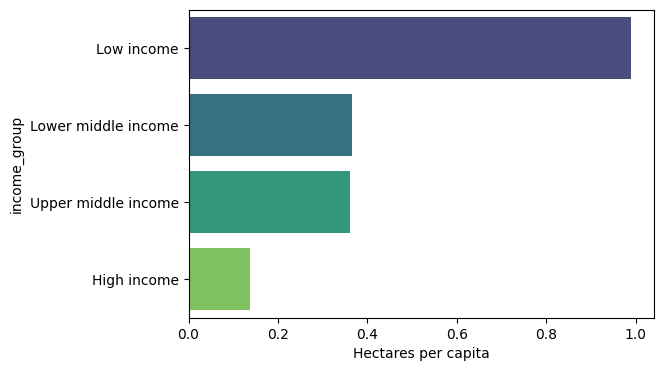 Low income
Lower middle income
Upper middle income
High income
income_group
0.0 0.2 0.4 0.6 0.8 1.0
Hectares per capita